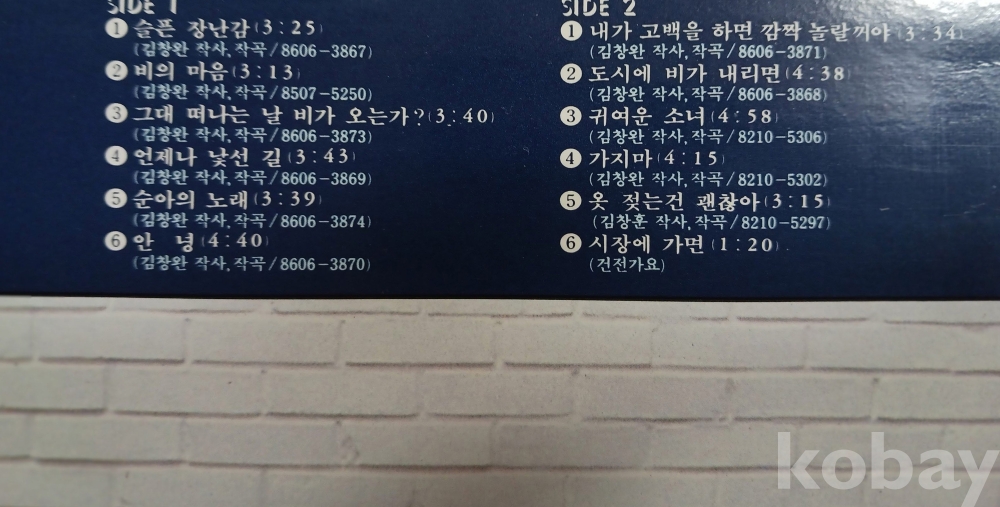 SIDE 1
❶ 슬픈 장난감(3:25)
(김창완 작사,작곡/8606-3867)
❷ 비의 마음(3:13)
(김창완 작사,작곡/8507-5250)
❸ 그대 떠나는 날 비가 오는가?(3:40)
(김창완 작사,작곡/8606-3873)
❹ 언제나 낯선 길(3:43)
(김창완 작사,작곡/8606-3869)
❺ 순아의 노래(3:39)
(김창완 작사,작곡/8606-3874)
❻ 안 녕(4:40)
(김창완 작사,작곡/8606-3870)
SIDE 2
❶ 내가 고백을 하면 깜짝 놀랄꺼야(3:34)
(김창완 작사,작곡/8606-3871)
❷ 도시에 비가 내리면(4:38)
(김창완 작사,작곡/8606-3868)
❸ 귀여운 소녀(4:58)
(김창완 작사,작곡/8210-5306)
❹ 가지마(4:15)
(김창완 작사,작곡/8210-5302)
❺ 옷 젖는건 괜찮아(3:15)
(김창훈 작사,작곡/8210-5297)
❻ 시장에 가면(1:20)
(건전가요)
kobay